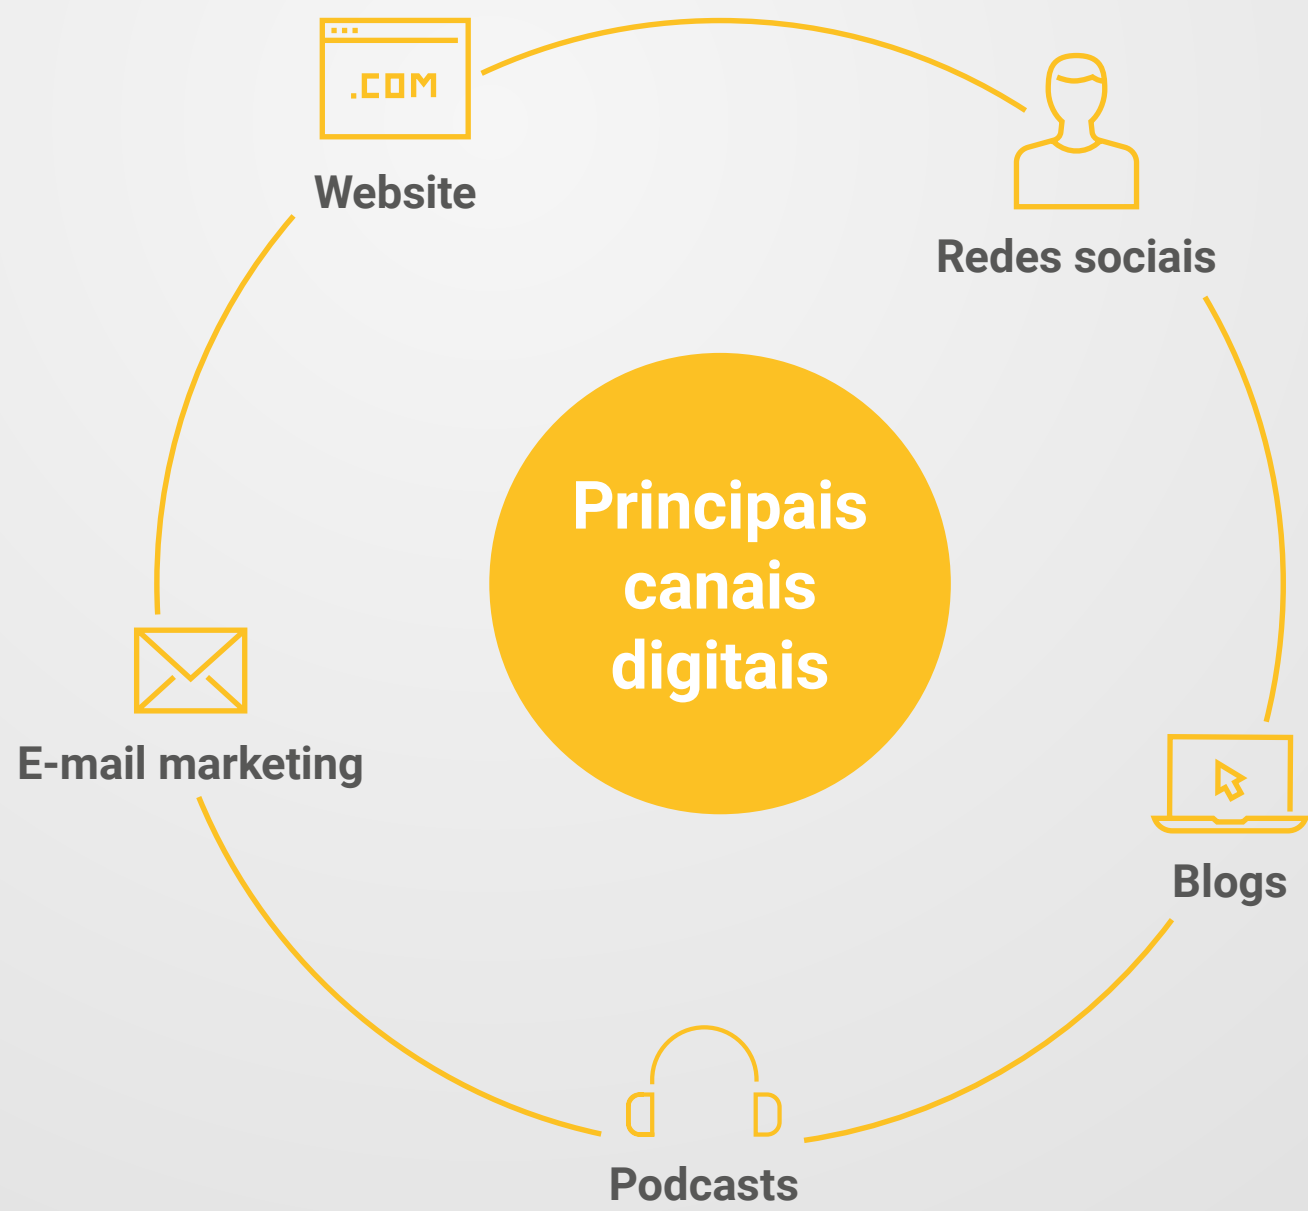 .COM
Website
Redes sociais
Principais
canais
digitais
E-mail marketing
Blogs
Podcasts